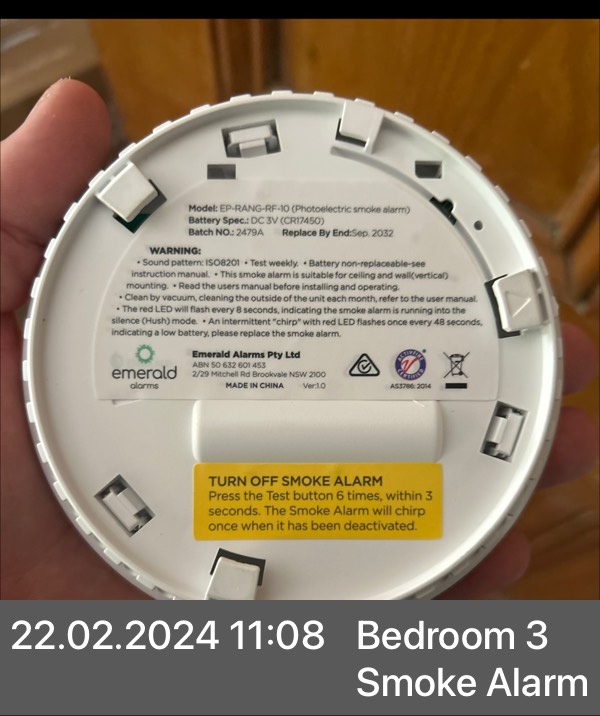 Model: EP-RANG-RF-10 (Photoelectric smoke alarm)
Battery Spec.: DC 3V (CR17450)
Batch NO.: 2479A Replace By End:Sep. 2032
WARNING:
• Sound pattern: ISO8201 • Test weekly. • Battery non-replaceable-see
instruction manual. • This smoke alarm is suitable for ceiling and wall(vertical)
mounting. • Read the users manual before installing and operating.
• Clean by vacuum, cleaning the outside of the unit each month, refer to the user manual.
• The red LED will flash every 8 seconds, indicating the smoke alarm is running into the
silence (Hush) mode. • An intermittent "chirp" with red LED flashes once every 48 seconds,
indicating a low battery, please replace the smoke alarm.
emerald
alarms
Emerald Alarms Pty Ltd
ABN 50 632 601 453
2/29 Mitchell Rd Brookvale NSW 2100
MADE IN CHINA Ver:1.0
AS3786: 2014
TURN OFF SMOKE ALARM
Press the Test button 6 times, within 3
seconds. The Smoke Alarm will chirp
once when it has been deactivated.
22.02.2024 11:08 Bedroom 3
Smoke Alarm